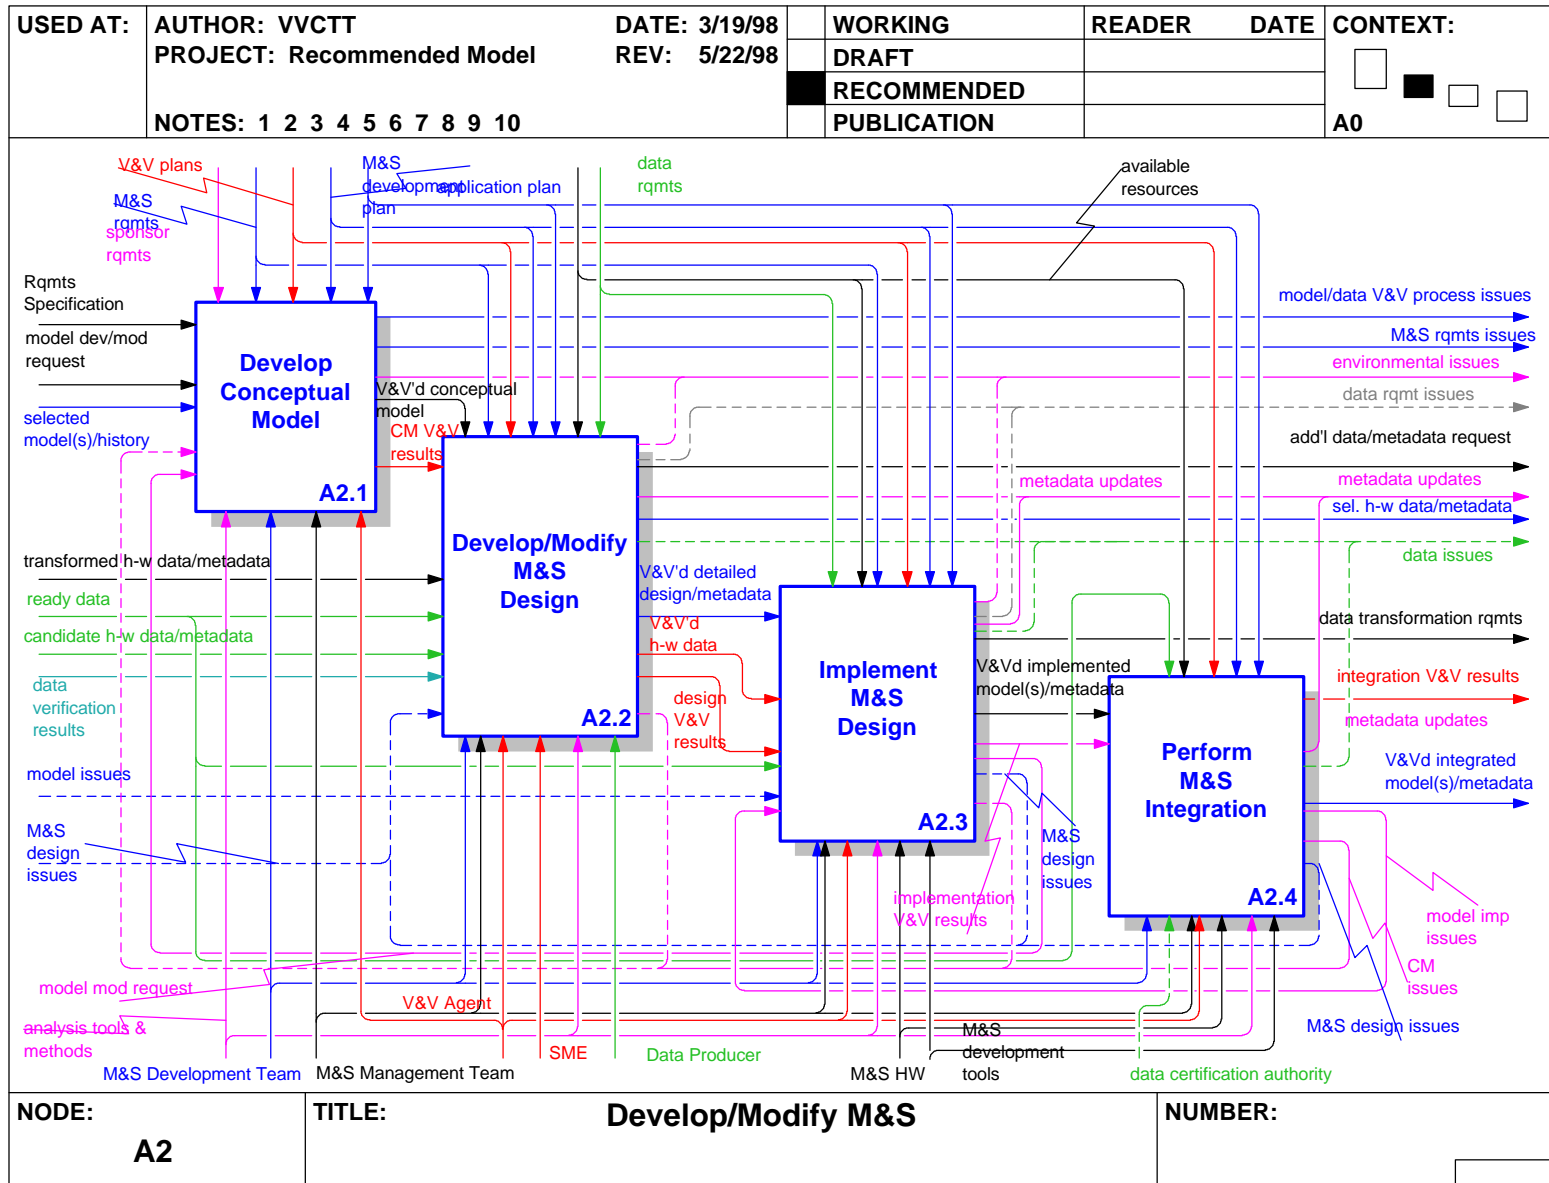 USED AT:
AUTHOR: VVCTT
DATE: 3/19/98
PROJECT: Recommended Model
REV: 5/22/98
NOTES: 1 2 3 4 5 6 7 8 9 10
WORKING
DRAFT
RECOMMENDED
PUBLICATION
READER
DATE
CONTEXT:
A0
V&V plans
M&S
rqmts
sponsor
rqmts
M&S
development
plan
application plan
data
rqmts
available
resources
Rqmts
Specification
model dev/mod
request
selected
model(s)/history
Develop
Conceptual
Model
A2.1
V&V'd conceptual
model
CM V&V
results
model/data V&V process issues
M&S rqmts issues
environmental issues
data rqmt issues
add'l data/metadata request
metadata updates
metadata updates
sel. h-w data/metadata
data issues
transformed h-w data/metadata
ready data
candidate h-w data/metadata
data
verification
results
model issues
M&S
design
issues
Develop/Modify
M&S
Design
A2.2
V&V'd detailed
design/metadata
V&V'd
h-w data
design
V&V
results
Implement
M&S
Design
A2.3
data transformation rqmts
V&Vd implemented
model(s)/metadata
integration V&V results
metadata updates
V&Vd integrated
model(s)/metadata
Perform
M&S
Integration
A2.4
M&S
design
issues
implementation
V&V results
model imp
issues
CM
issues
M&S design issues
model mod request
analysis tools &
methods
V&V Agent
SME
Data Producer
M&S Development Team
M&S Management Team
M&S HW
M&S
development
tools
data certification authority
NODE:
A2
TITLE:
Develop/Modify M&S
NUMBER: